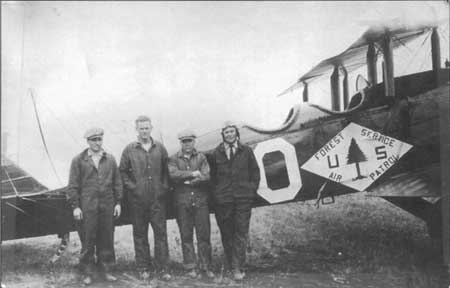 O
FOREST SERVICE
U S
AIR PATROL